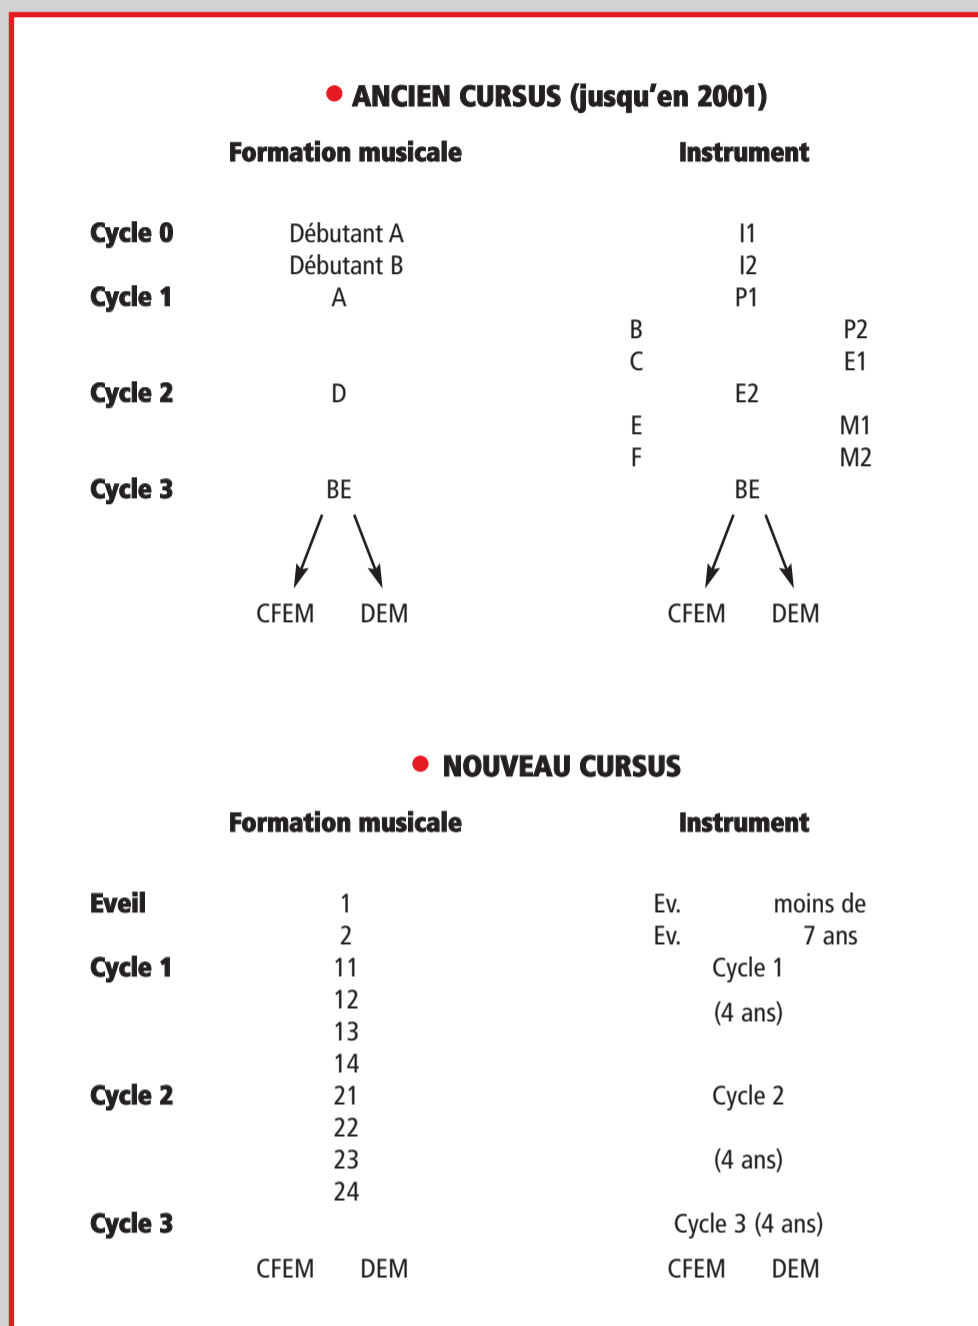 ● ANCIEN CURSUS (jusqu'en 2001)
Formation musicale Instrument
Cycle 0 Débutant A I1
Débutant B I2
Cycle 1 A P1
B P2
C E1
Cycle 2 D E2
E M1
F M2
Cycle 3 BE BE
CFEM DEM CFEM DEM
● NOUVEAU CURSUS
Formation musicale Instrument
Eveil 1 Ev. moins de
2 Ev. 7 ans
Cycle 1 11 Cycle 1
12
(4 ans)
13
14
Cycle 2 21 Cycle 2
22
23 (4 ans)
24
Cycle 3 Cycle 3 (4 ans)
CFEM DEM CFEM DEM